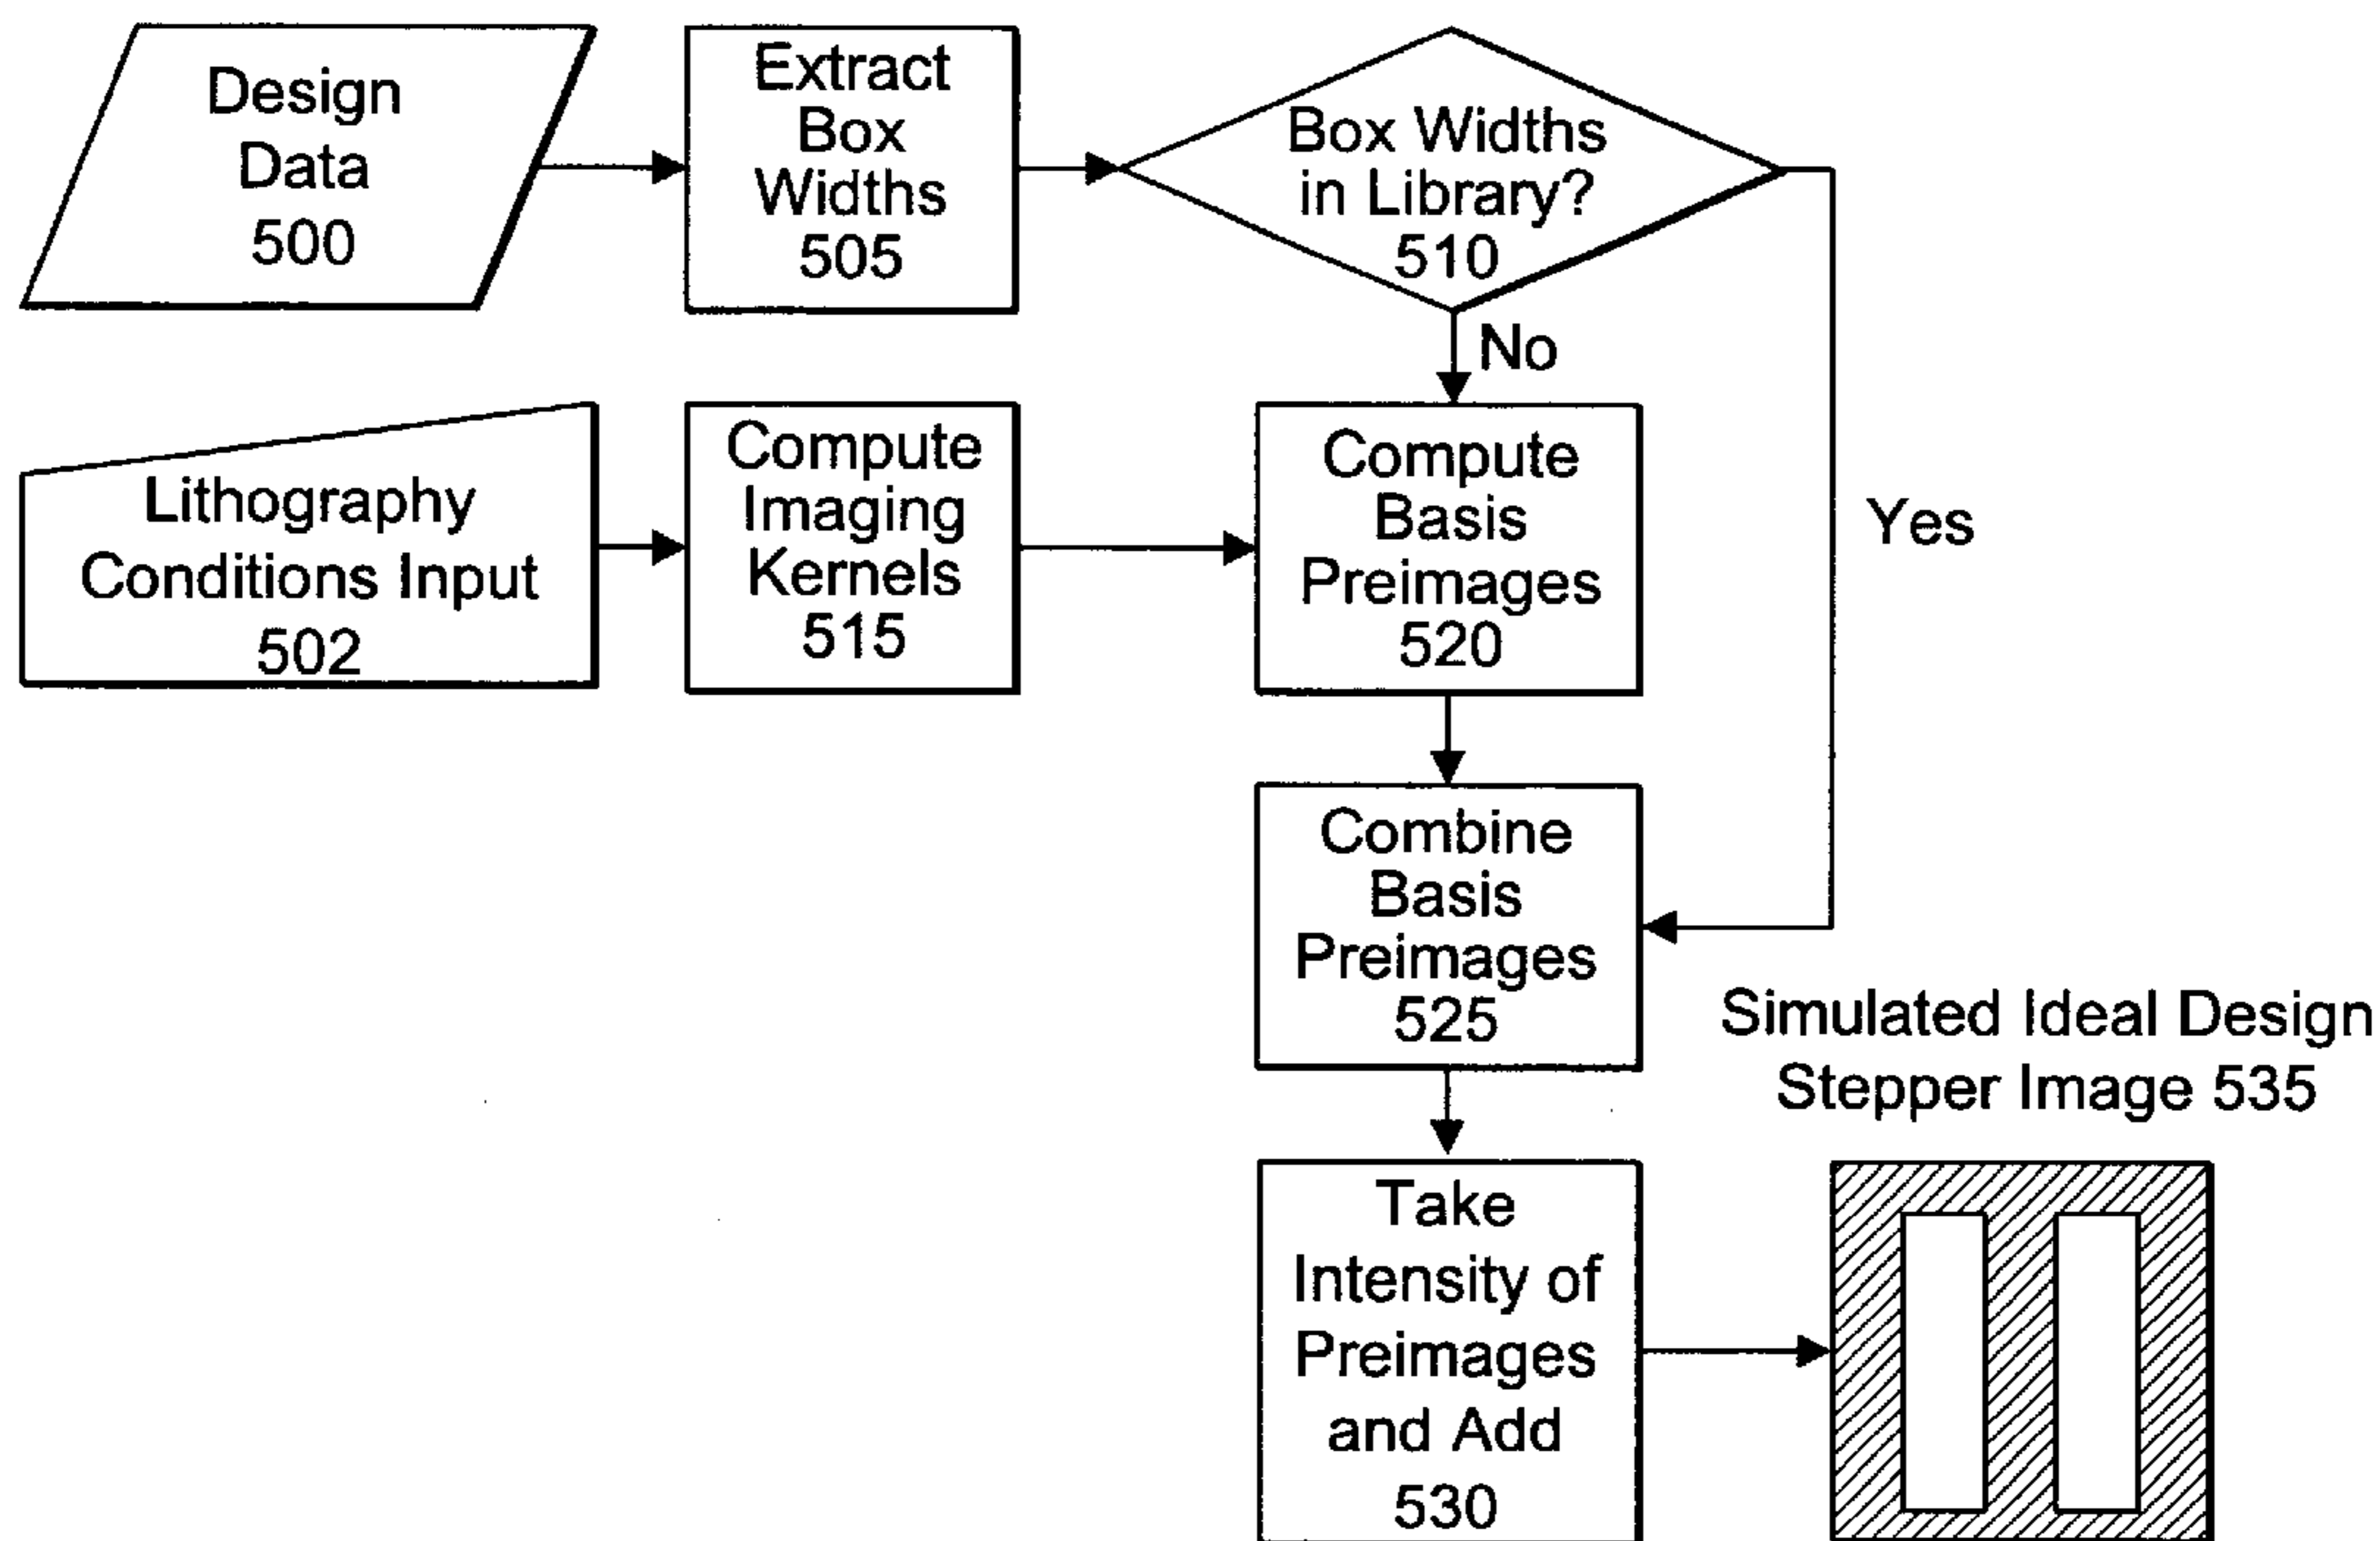 Design
Data
500
Extract
Box
Widths
505
Box Widths
in Library?
510
No
Yes
Lithography
Conditions Input
502
Compute
Imaging
Kernels
515
Compute
Basis
Preimages
520
Combine
Basis
Preimages
525
Simulated Ideal Design
Stepper Image 535
Take
Intensity of
Preimages
and Add
530